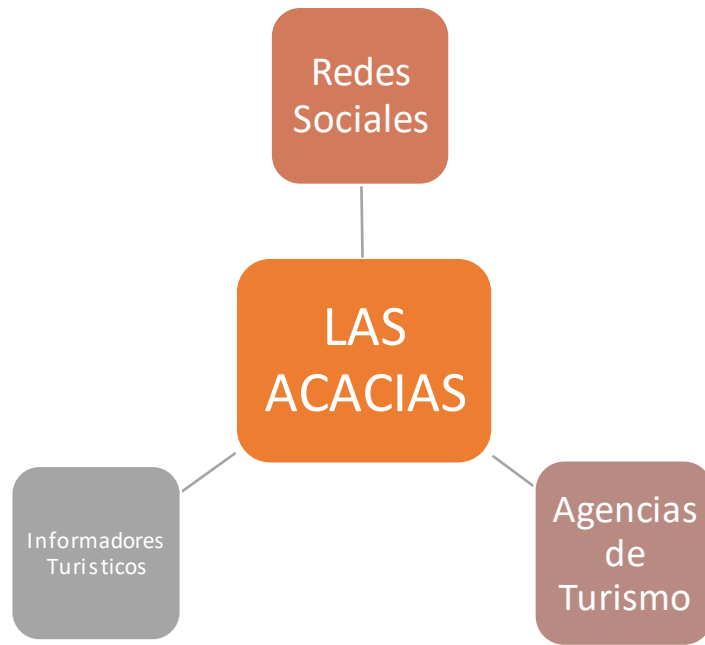 Redes
Sociales
LAS
ACACIAS
Informadores
Turisticos
Agencias
de
Turismo